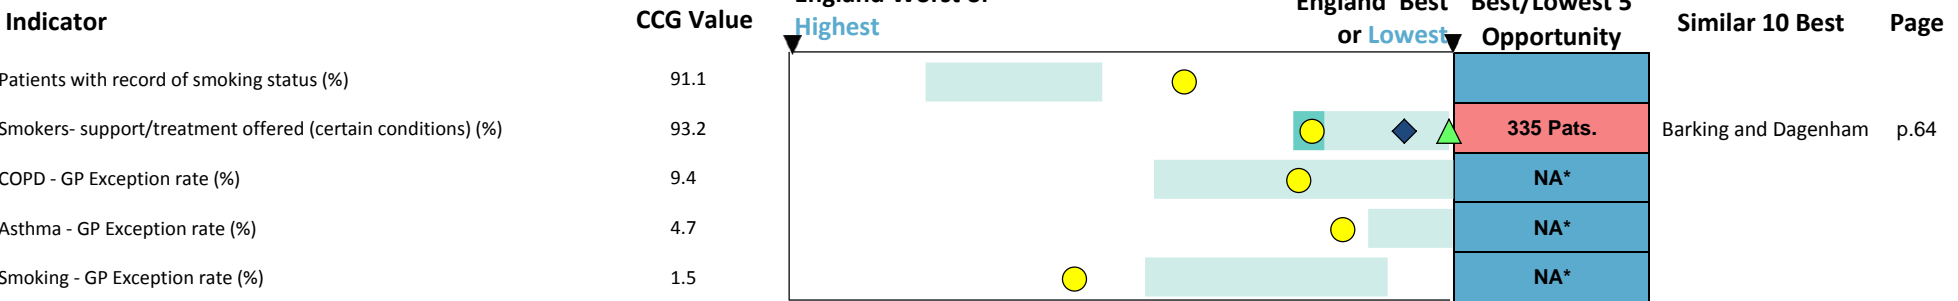 Indicator CCG Value England Worst or Highest England Best or Lowest Best/Lowest 5 Opportunity Similar 10 Best Page
Patients with record of smoking status (%) 91.1
Smokers- support/treatment offered (certain conditions) (%) 93.2 335 Pats. Barking and Dagenham p.64
COPD - GP Exception rate (%) 9.4 NA*
Asthma - GP Exception rate (%) 4.7 NA*
Smoking - GP Exception rate (%) 1.5 NA*